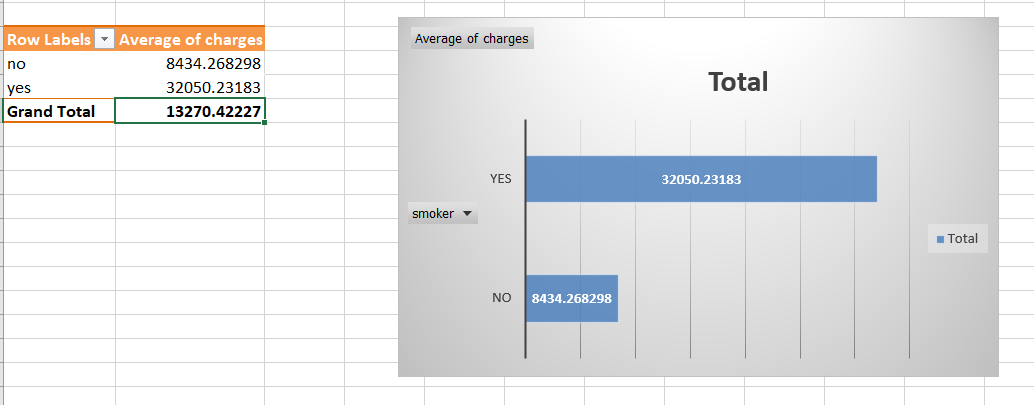 Row Labels Average of charges
no 8434.268298
yes 32050.23183
Grand Total 13270.42227
Average of charges
Total
YES 32050.23183
smoker
Total
NO 8434.268298